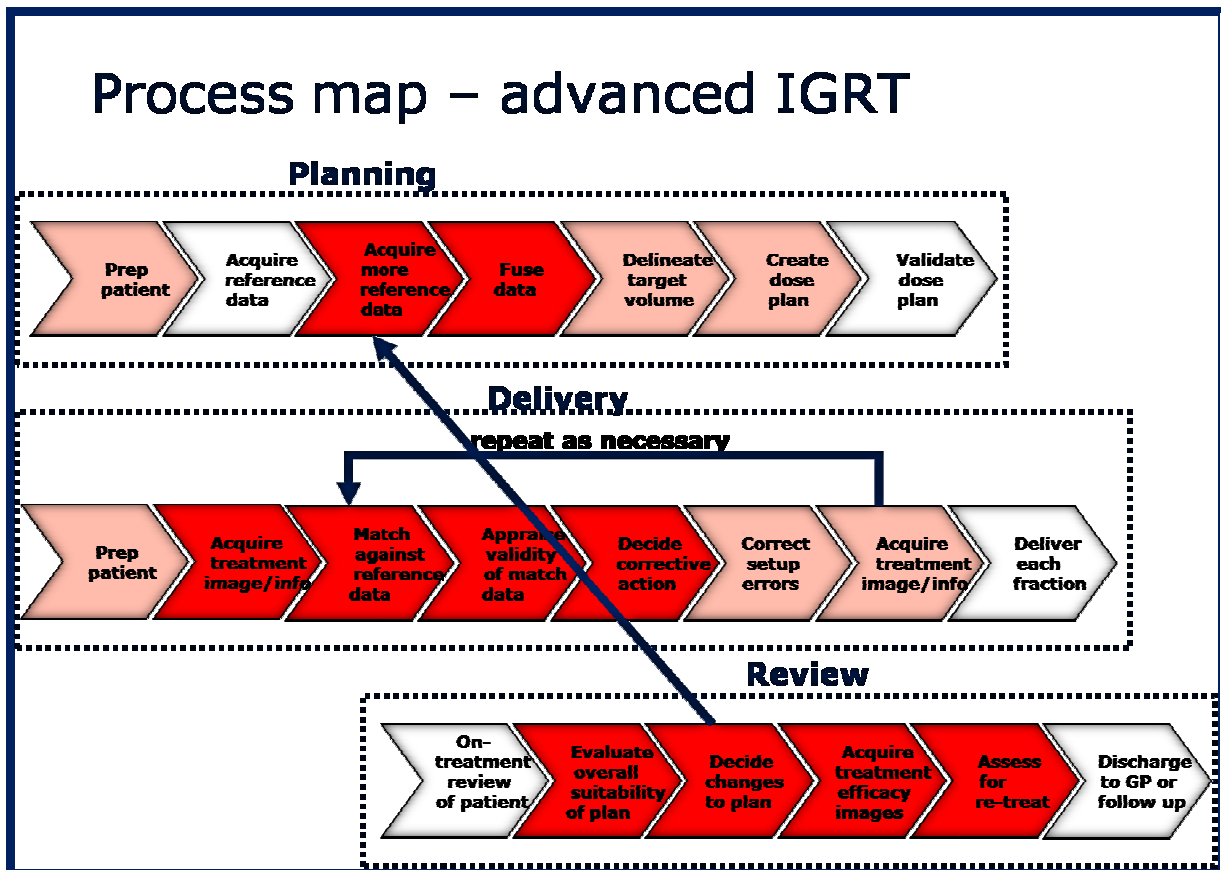 Process map – advanced IGRT
Planning
Prep
patient
Acquire
reference
data
Acquire
more
reference
data
Fuse
data
Delineate
target
volume
Create
dose
plan
Validate
dose
plan
Delivery
repeat as necessary
Prep
patient
Acquire
treatment
image/info
Match
against
reference
data
Appraise
validity
of match
data
Decide
corrective
action
Correct
setup
errors
Acquire
treatment
image/info
Deliver
each
fraction
Review
On-
treatment
review
of patient
Evaluate
overall
suitability
of plan
Decide
changes
to plan
Acquire
treatment
efficacy
images
Assess
for
re-treat
Discharge
to GP or
follow up